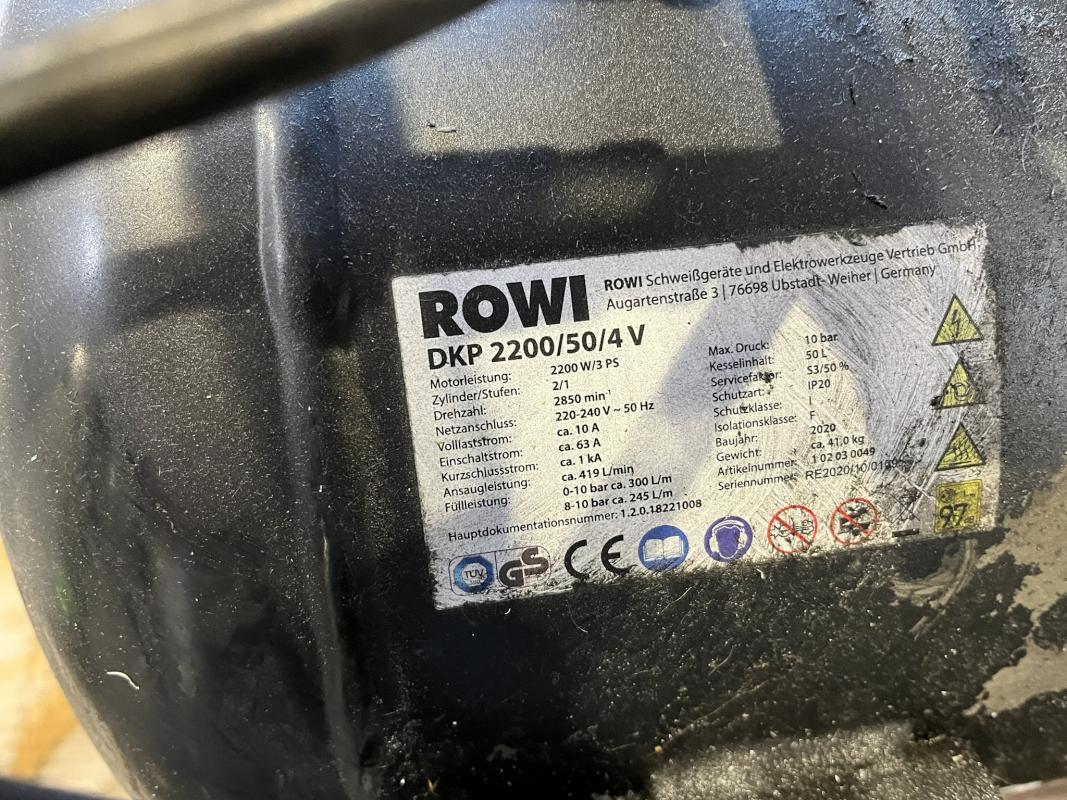 ROWI
ROWI Schweißgeräte und Elektrowerkzeuge Vertrieb GmbH
Augartenstraße 3 | 76698 Ubstadt-Weiher | Germany
DKP 2200/50/4 V
Motorleistung: 2200 W/3 PS
Zylinder/Stufen: 2/1
Drehzahl: 2850 min⁻¹
Netzanschluss: 220-240 V ~ 50 Hz
Volllaststrom: ca. 10 A
Einschaltstrom: ca. 63 A
Kurzschlussstrom: ca. 1 kA
Ansaugleistung: ca. 419 L/min
Füllleistung: 0-10 bar ca. 300 L/m
8-10 bar ca. 245 L/m
Hauptdokumentationsnummer: 1.2.0.18221008
Max. Druck: 10 bar
Kesselinhalt: 50 L
Servicefaktor: S3/50 %
Schutzart: IP20
Schutzklasse: I
Isolationsklasse: F
Baujahr: 2020
Gewicht: ca. 41,0 kg
Artikelnummer: 1 02 03 0049
Seriennummer:
TÜV
GS
CE
97